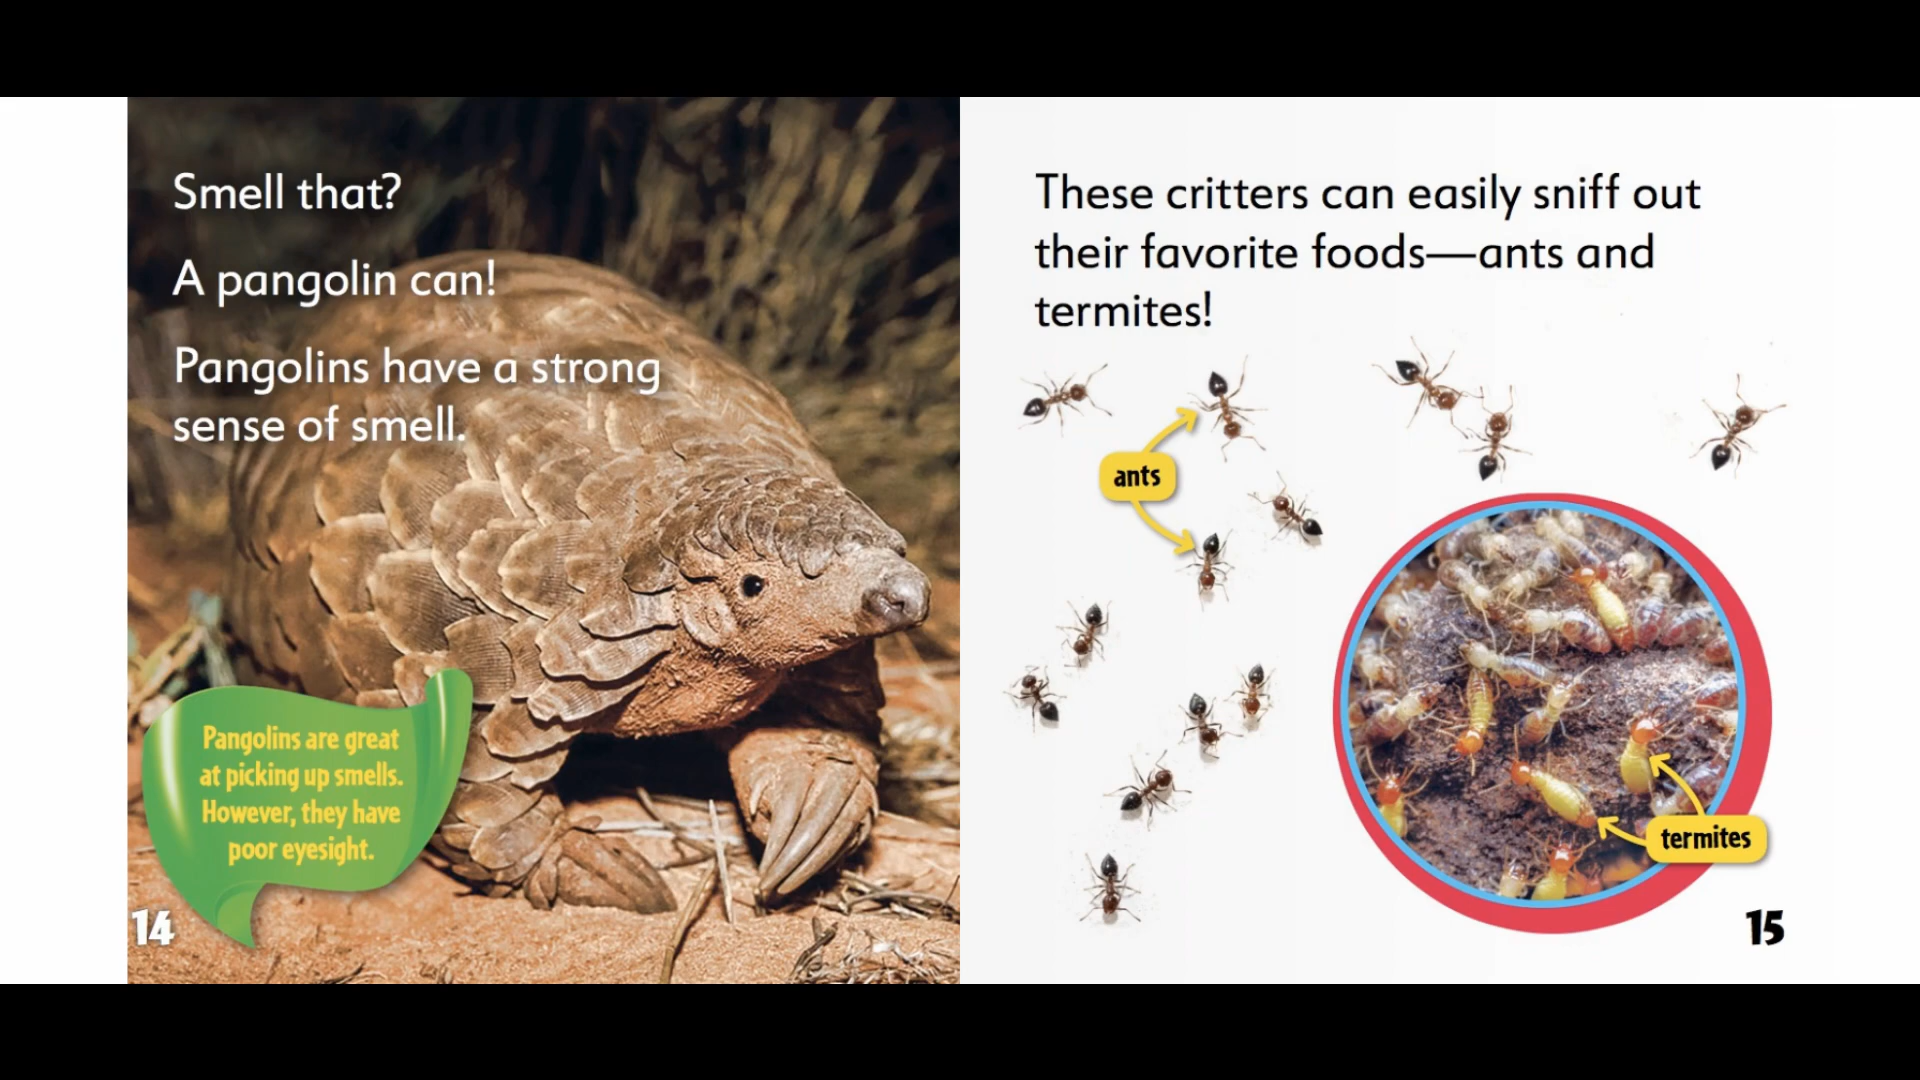 Smell that?
A pangolin can!
Pangolins have a strong
sense of smell.
Pangolins are great
at picking up smells.
However, they have
poor eyesight.
14
These critters can easily sniff out
their favorite foods—ants and
termites!
ants
termites
15